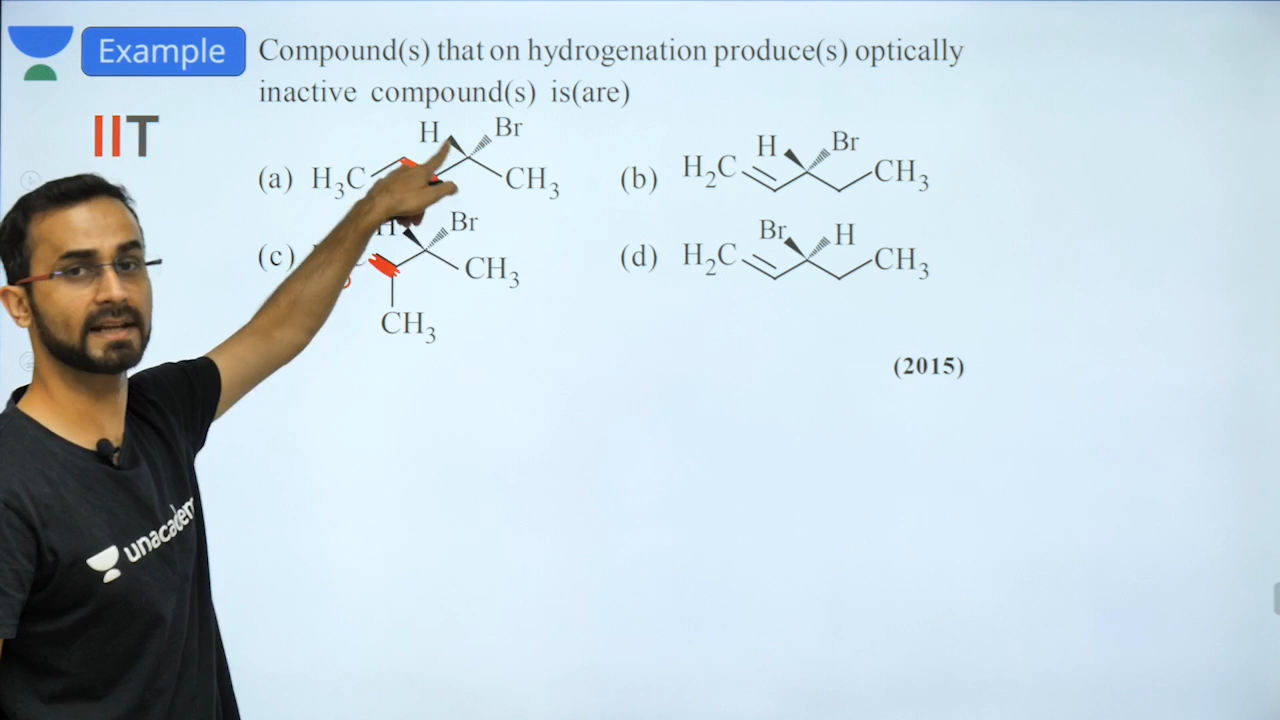 Example
Compound(s) that on hydrogenation produce(s) optically
inactive compound(s) is(are)
IIT
(a) H₃C H Br CH₃
(b) H₂C H Br CH₃
(c) H Br CH₃
CH₃
(d) H₂C Br H CH₃
(2015)
unacadem